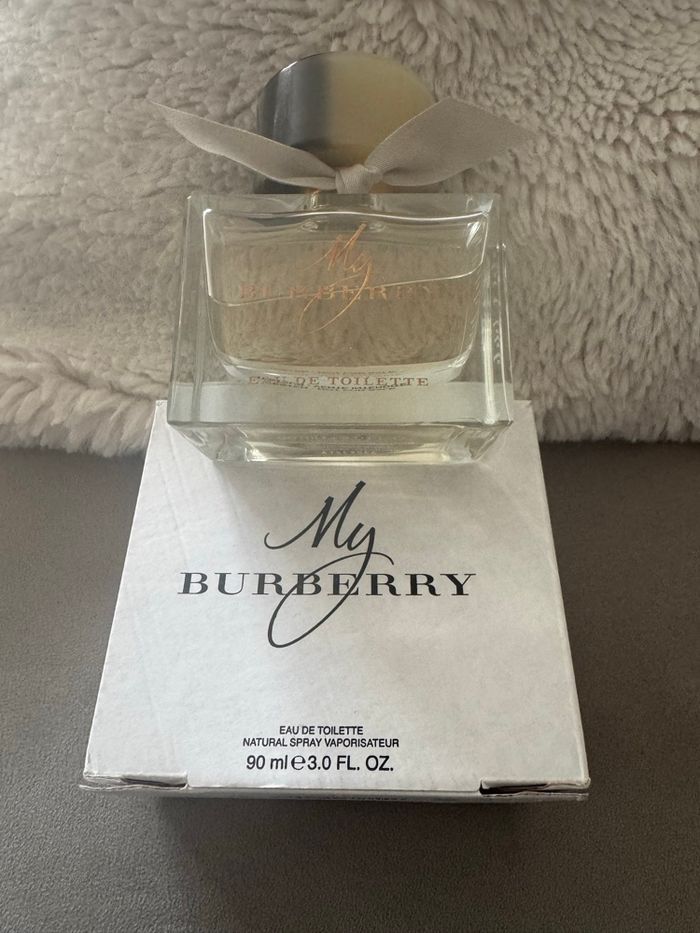 My
BURBERRY
EAU DE TOILETTE
My
BURBERRY
EAU DE TOILETTE
NATURAL SPRAY VAPORISATEUR
90 ml e 3.0 FL. OZ.